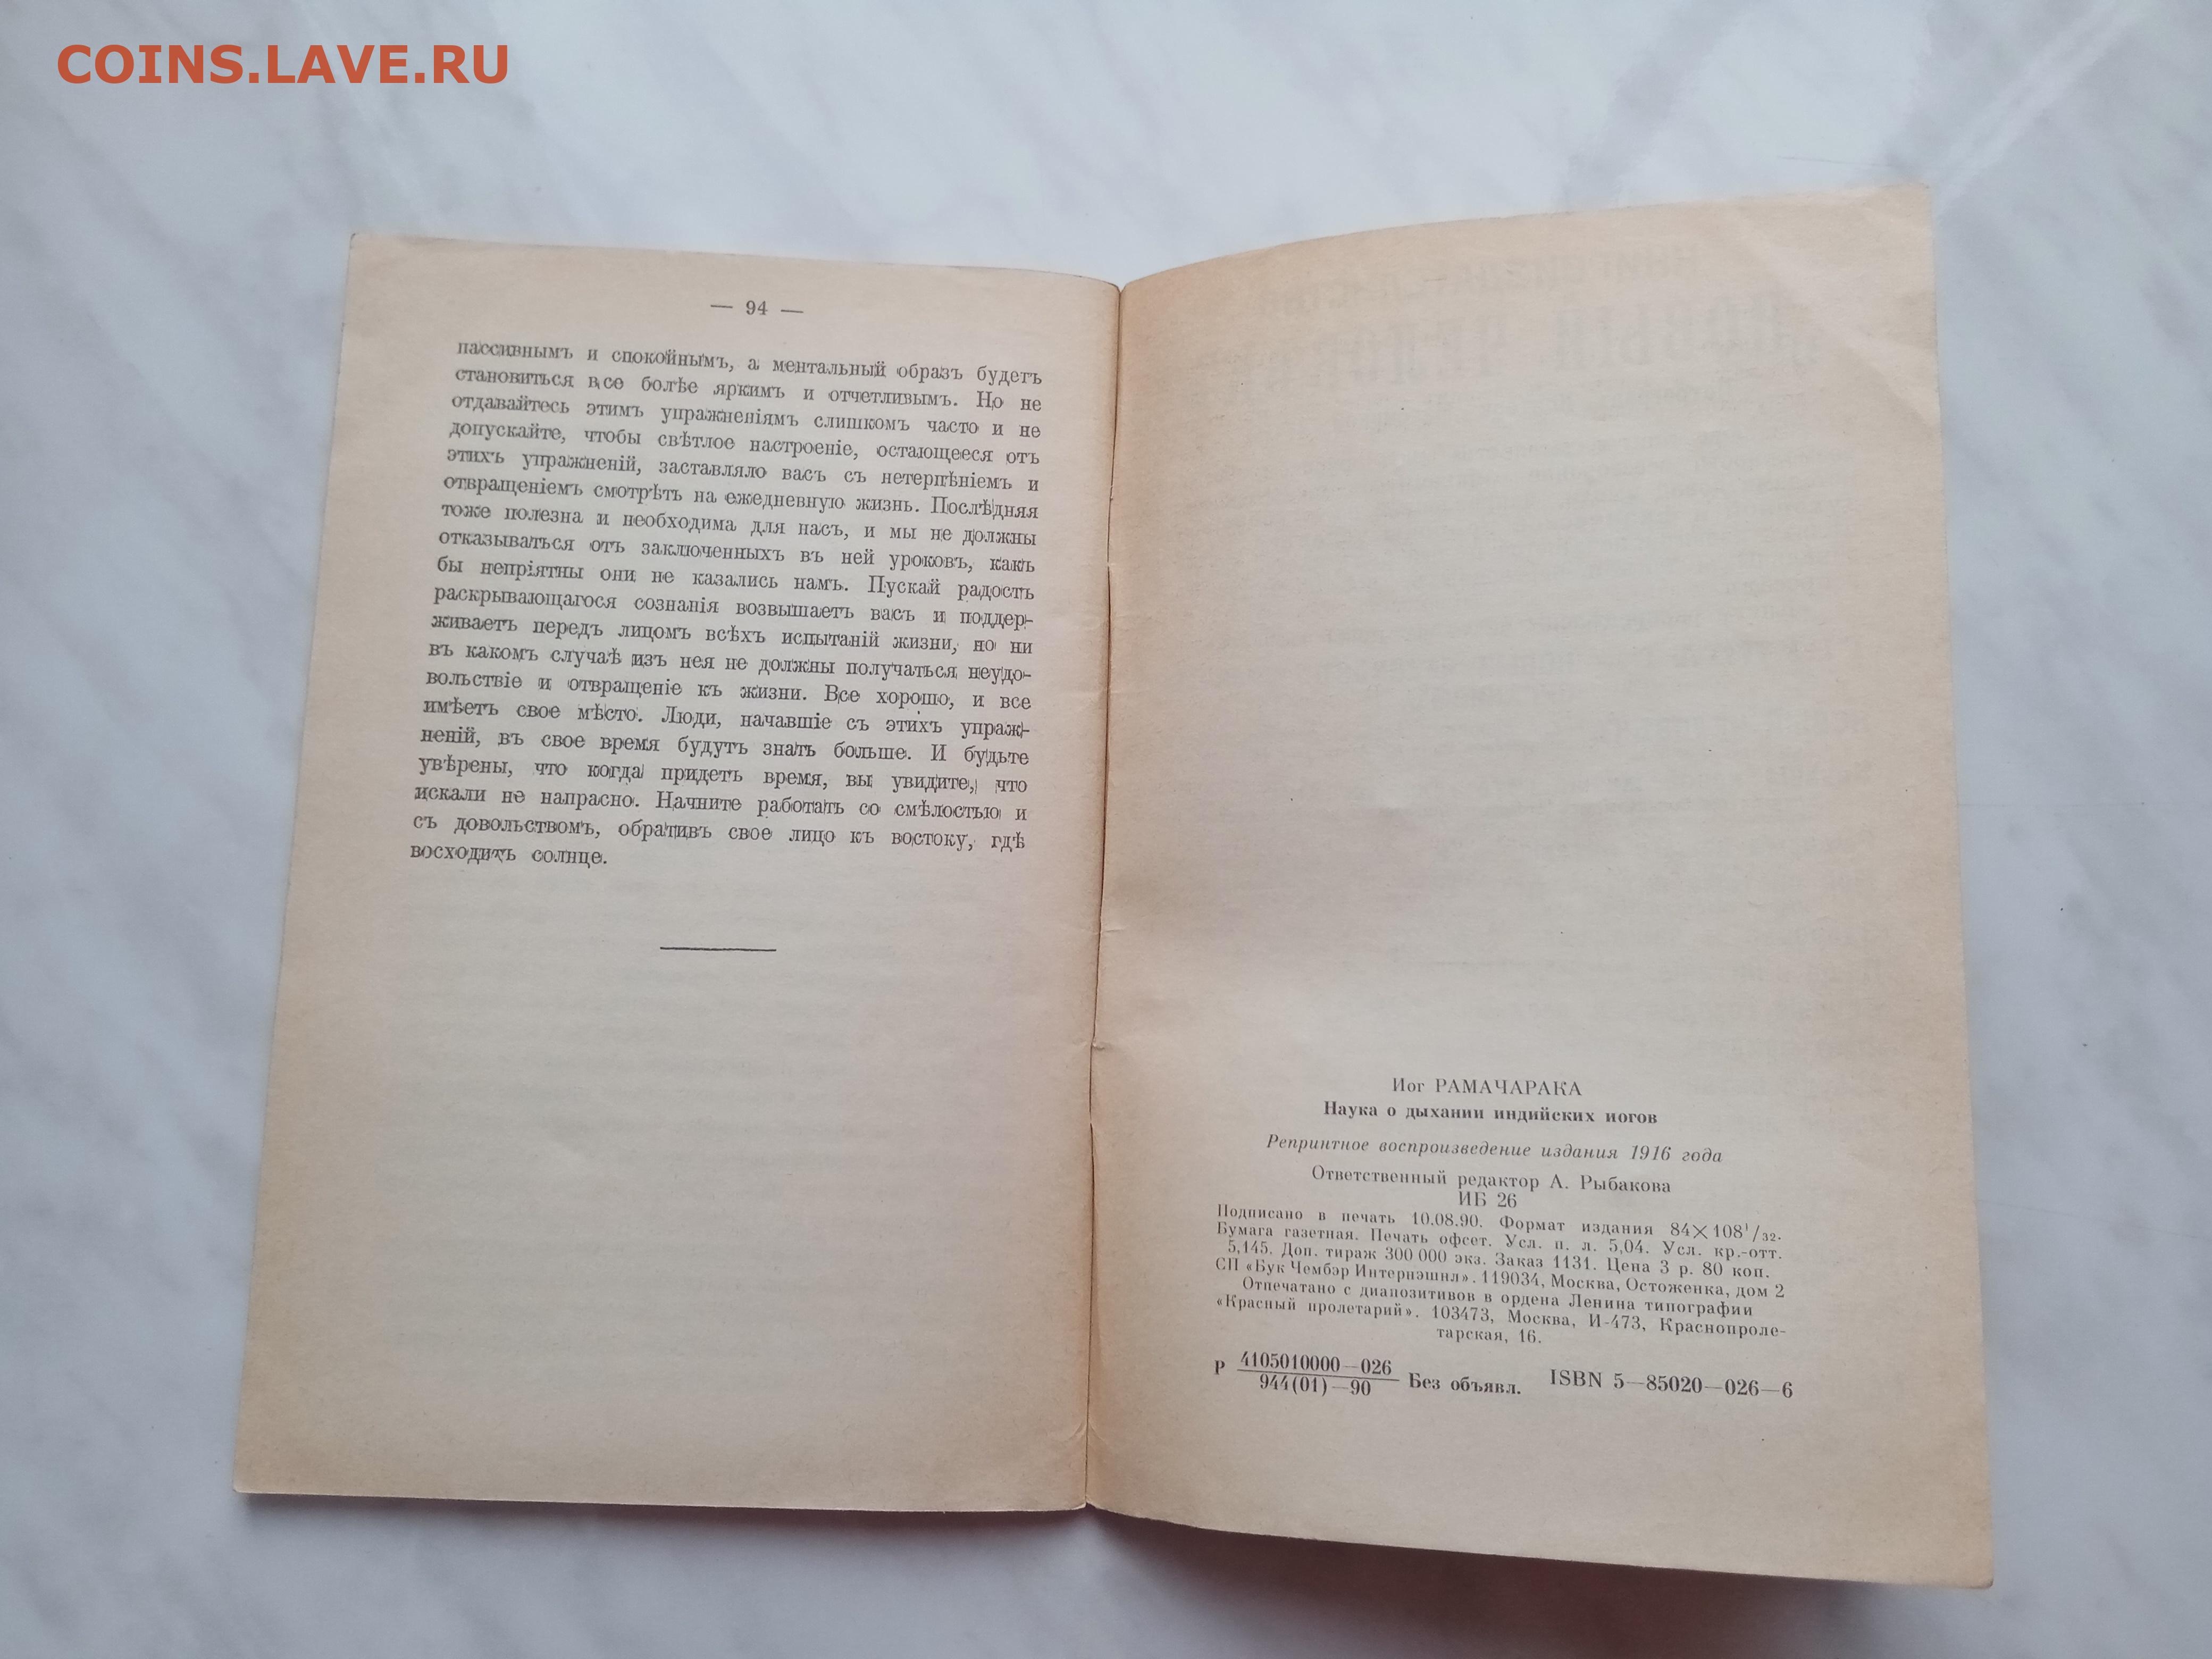 COINS.LAVE.RU
— 94 —
пассивнымъ и спокойнымъ, а ментальный образъ будетъ
становиться все болѣе яркимъ и отчетливымъ. Но не
отдавайтесь этимъ упражненіямъ слишкомъ часто и не
допускайте, чтобы свѣтлое настроеніе, остающееся отъ
этихъ упражненій, заставляло васъ съ нетерпѣніемъ и
отвращеніемъ смотрѣть на ежедневную жизнь. Послѣдняя
тоже полезна и необходима для насъ, и мы не должны
отказываться отъ заключенныхъ въ ней уроковъ, какъ
бы непріятны они не казались намъ. Пускай радость
раскрывающагося сознанія возвышаетъ васъ и поддер-
живаетъ передъ лицомъ всѣхъ испытаній жизни, но ни
въ какомъ случаѣ изъ нея не должны получаться неудо-
вольствіе и отвращеніе къ жизни. Все хорошо, и все
имѣетъ свое мѣсто. Люди, начавшіе съ этихъ упраж-
неній, въ свое время будутъ знать больше. И будьте
увѣрены, что когда придетъ время, вы увидите, что
искали не напрасно. Начните работать со смѣлостью и
съ довольствомъ, обративъ свое лицо къ востоку, гдѣ
восходитъ солнце.
Иог РАМАЧАРАКА
Наука о дыхании индийских иогов
Репринтное воспроизведение издания 1916 года
Ответственный редактор А. Рыбакова
ИБ 26
Подписано в печать 10.08.90. Формат издания 84×108¹/₃₂.
Бумага газетная. Печать офсет. Усл. п. л. 5,04. Усл. кр.-отт.
5,145. Доп. тираж 300 000 экз. Заказ 1131. Цена 3 р. 80 коп.
СП «Бук Чембэр Интернэшнл». 119034, Москва, Остоженка, дом 2
Отпечатано с диапозитивов в ордена Ленина типографии
«Красный пролетарий». 103473, Москва, И-473, Краснопроле-
тарская, 16.
Р 4105010000—026
944(01)—90 Без объявл. ISBN 5—85020—026—6